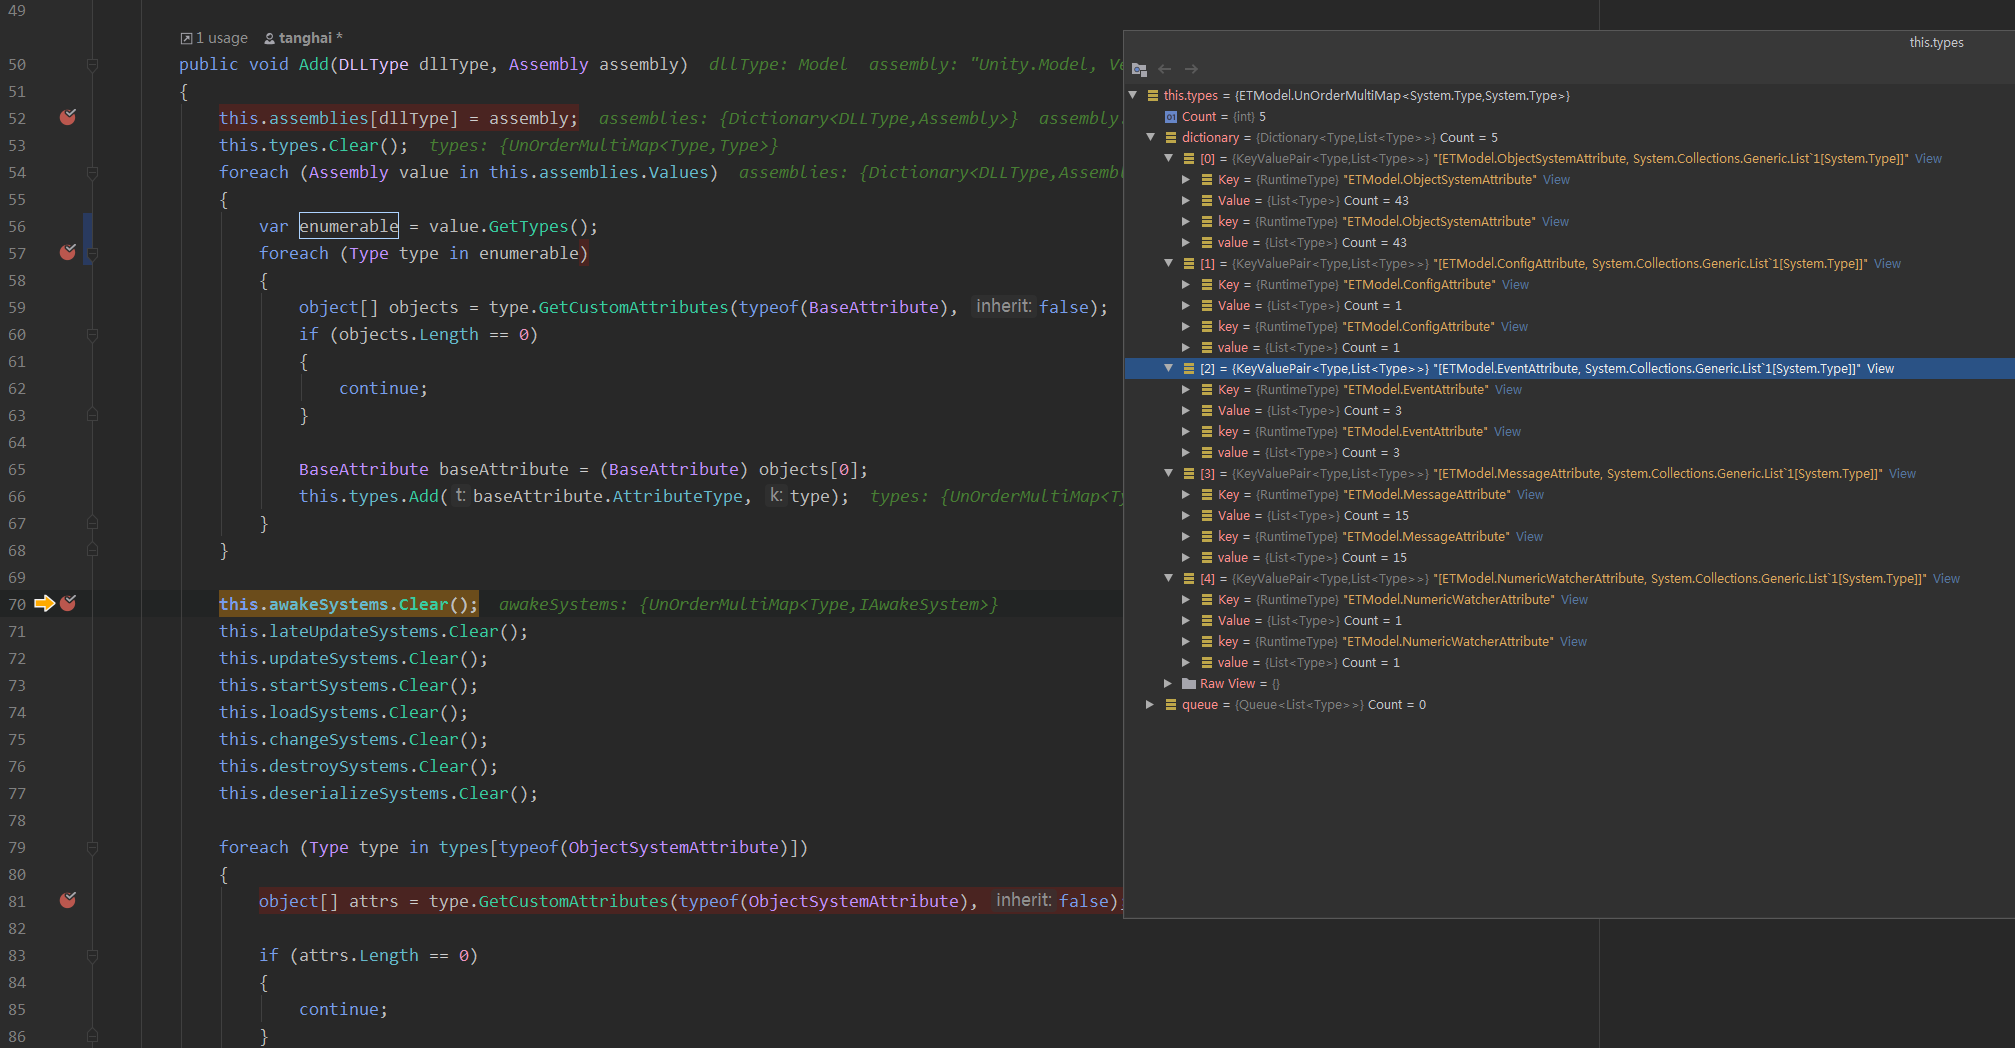 49
1 usage tanghai *
50 public void Add(DLLType dllType, Assembly assembly) dllType: Model assembly: "Unity.Model, Ve
51 {
52 this.assemblies[dllType] = assembly; assemblies: {Dictionary<DLLType,Assembly>} assembly:
53 this.types.Clear(); types: {UnOrderMultiMap<Type,Type>}
54 foreach (Assembly value in this.assemblies.Values) assemblies: {Dictionary<DLLType,Assembl
55 {
56 var enumerable = value.GetTypes();
57 foreach (Type type in enumerable)
58 {
59 object[] objects = type.GetCustomAttributes(typeof(BaseAttribute), inherit: false);
60 if (objects.Length == 0)
61 {
62 continue;
63 }
64
65 BaseAttribute baseAttribute = (BaseAttribute) objects[0];
66 this.types.Add(t: baseAttribute.AttributeType, k: type); types: {UnOrderMultiMap<Ty
67 }
68 }
69
70 this.awakeSystems.Clear(); awakeSystems: {UnOrderMultiMap<Type,IAwakeSystem>}
71 this.lateUpdateSystems.Clear();
72 this.updateSystems.Clear();
73 this.startSystems.Clear();
74 this.loadSystems.Clear();
75 this.changeSystems.Clear();
76 this.destroySystems.Clear();
77 this.deserializeSystems.Clear();
78
79 foreach (Type type in types[typeof(ObjectSystemAttribute)])
80 {
81 object[] attrs = type.GetCustomAttributes(typeof(ObjectSystemAttribute), inherit: false);
82
83 if (attrs.Length == 0)
84 {
85 continue;
86 }
this.types
this.types = {ETModel.UnOrderMultiMap<System.Type,System.Type>}
01 Count = {int} 5
dictionary = {Dictionary<Type,List<Type>>} Count = 5
[0] = {KeyValuePair<Type,List<Type>>} "[ETModel.ObjectSystemAttribute, System.Collections.Generic.List`1[System.Type]]" View
Key = {RuntimeType} "ETModel.ObjectSystemAttribute" View
Value = {List<Type>} Count = 43
key = {RuntimeType} "ETModel.ObjectSystemAttribute" View
value = {List<Type>} Count = 43
[1] = {KeyValuePair<Type,List<Type>>} "[ETModel.ConfigAttribute, System.Collections.Generic.List`1[System.Type]]" View
Key = {RuntimeType} "ETModel.ConfigAttribute" View
Value = {List<Type>} Count = 1
key = {RuntimeType} "ETModel.ConfigAttribute" View
value = {List<Type>} Count = 1
[2] = {KeyValuePair<Type,List<Type>>} "[ETModel.EventAttribute, System.Collections.Generic.List`1[System.Type]]" View
Key = {RuntimeType} "ETModel.EventAttribute" View
Value = {List<Type>} Count = 3
key = {RuntimeType} "ETModel.EventAttribute" View
value = {List<Type>} Count = 3
[3] = {KeyValuePair<Type,List<Type>>} "[ETModel.MessageAttribute, System.Collections.Generic.List`1[System.Type]]" View
Key = {RuntimeType} "ETModel.MessageAttribute" View
Value = {List<Type>} Count = 15
key = {RuntimeType} "ETModel.MessageAttribute" View
value = {List<Type>} Count = 15
[4] = {KeyValuePair<Type,List<Type>>} "[ETModel.NumericWatcherAttribute, System.Collections.Generic.List`1[System.Type]]" View
Key = {RuntimeType} "ETModel.NumericWatcherAttribute" View
Value = {List<Type>} Count = 1
key = {RuntimeType} "ETModel.NumericWatcherAttribute" View
value = {List<Type>} Count = 1
Raw View = {}
queue = {Queue<List<Type>>} Count = 0